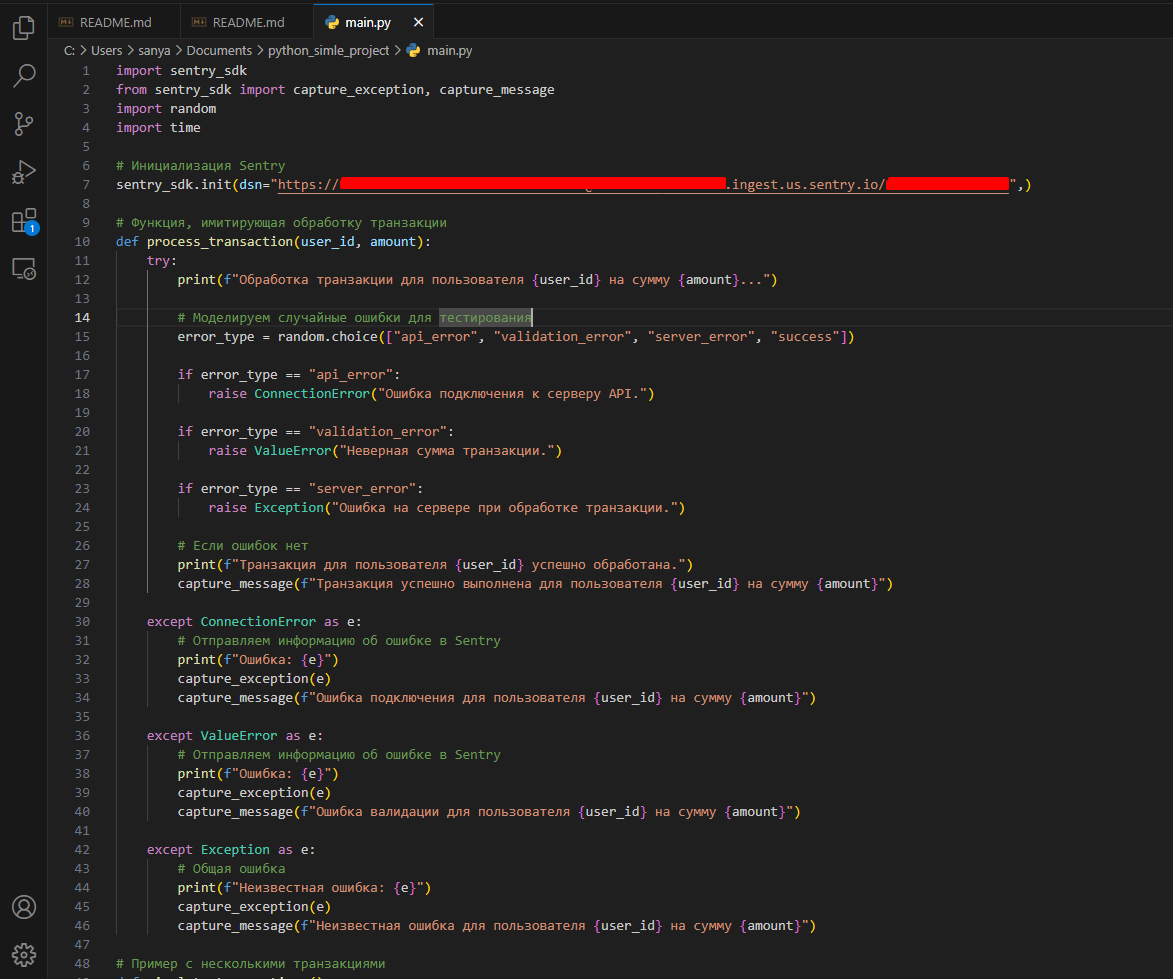 README.md README.md main.py
C: > Users > sanya > Documents > python_simle_project > main.py
1 import sentry_sdk
2 from sentry_sdk import capture_exception, capture_message
3 import random
4 import time
5
6 # Инициализация Sentry
7 sentry_sdk.init(dsn="https:// .ingest.us.sentry.io/ ",)
8
9 # Функция, имитирующая обработку транзакции
10 def process_transaction(user_id, amount):
11 try:
12 print(f"Обработка транзакции для пользователя {user_id} на сумму {amount}...")
13
14 # Моделируем случайные ошибки для тестирования
15 error_type = random.choice(["api_error", "validation_error", "server_error", "success"])
16
17 if error_type == "api_error":
18 raise ConnectionError("Ошибка подключения к серверу API.")
19
20 if error_type == "validation_error":
21 raise ValueError("Неверная сумма транзакции.")
22
23 if error_type == "server_error":
24 raise Exception("Ошибка на сервере при обработке транзакции.")
25
26 # Если ошибок нет
27 print(f"Транзакция для пользователя {user_id} успешно обработана.")
28 capture_message(f"Транзакция успешно выполнена для пользователя {user_id} на сумму {amount}")
29
30 except ConnectionError as e:
31 # Отправляем информацию об ошибке в Sentry
32 print(f"Ошибка: {e}")
33 capture_exception(e)
34 capture_message(f"Ошибка подключения для пользователя {user_id} на сумму {amount}")
35
36 except ValueError as e:
37 # Отправляем информацию об ошибке в Sentry
38 print(f"Ошибка: {e}")
39 capture_exception(e)
40 capture_message(f"Ошибка валидации для пользователя {user_id} на сумму {amount}")
41
42 except Exception as e:
43 # Общая ошибка
44 print(f"Неизвестная ошибка: {e}")
45 capture_exception(e)
46 capture_message(f"Неизвестная ошибка для пользователя {user_id} на сумму {amount}")
47
48 # Пример с несколькими транзакциями
1